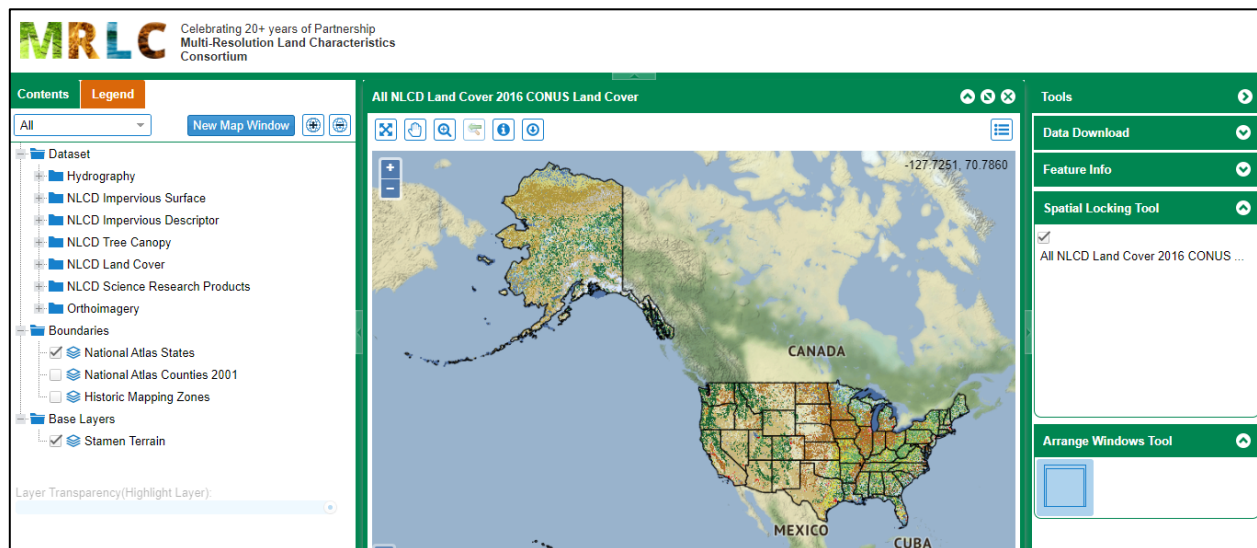 MRLC
Celebrating 20+ years of Partnership
Multi-Resolution Land Characteristics
Consortium
Contents
Legend
All
New Map Window
Dataset
Hydrography
NLCD Impervious Surface
NLCD Impervious Descriptor
NLCD Tree Canopy
NLCD Land Cover
NLCD Science Research Products
Orthoimagery
Boundaries
National Atlas States
National Atlas Counties 2001
Historic Mapping Zones
Base Layers
Stamen Terrain
Layer Transparency(Highlight Layer):
All NLCD Land Cover 2016 CONUS Land Cover
-127.7251, 70.7860
+
−
CANADA
MEXICO
CUBA
Tools
Data Download
Feature Info
Spatial Locking Tool
All NLCD Land Cover 2016 CONUS ...
Arrange Windows Tool